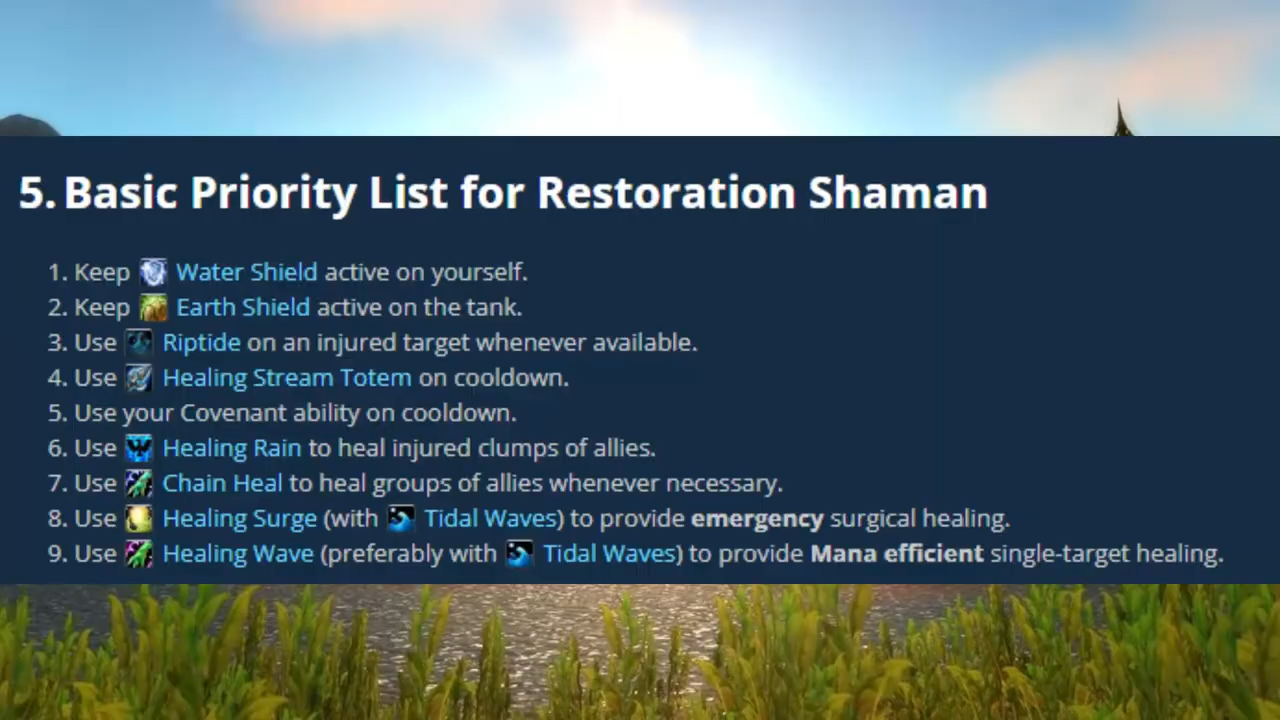 5. Basic Priority List for Restoration Shaman
1. Keep Water Shield active on yourself.
2. Keep Earth Shield active on the tank.
3. Use Riptide on an injured target whenever available.
4. Use Healing Stream Totem on cooldown.
5. Use your Covenant ability on cooldown.
6. Use Healing Rain to heal injured clumps of allies.
7. Use Chain Heal to heal groups of allies whenever necessary.
8. Use Healing Surge (with Tidal Waves) to provide emergency surgical healing.
9. Use Healing Wave (preferably with Tidal Waves) to provide Mana efficient single-target healing.